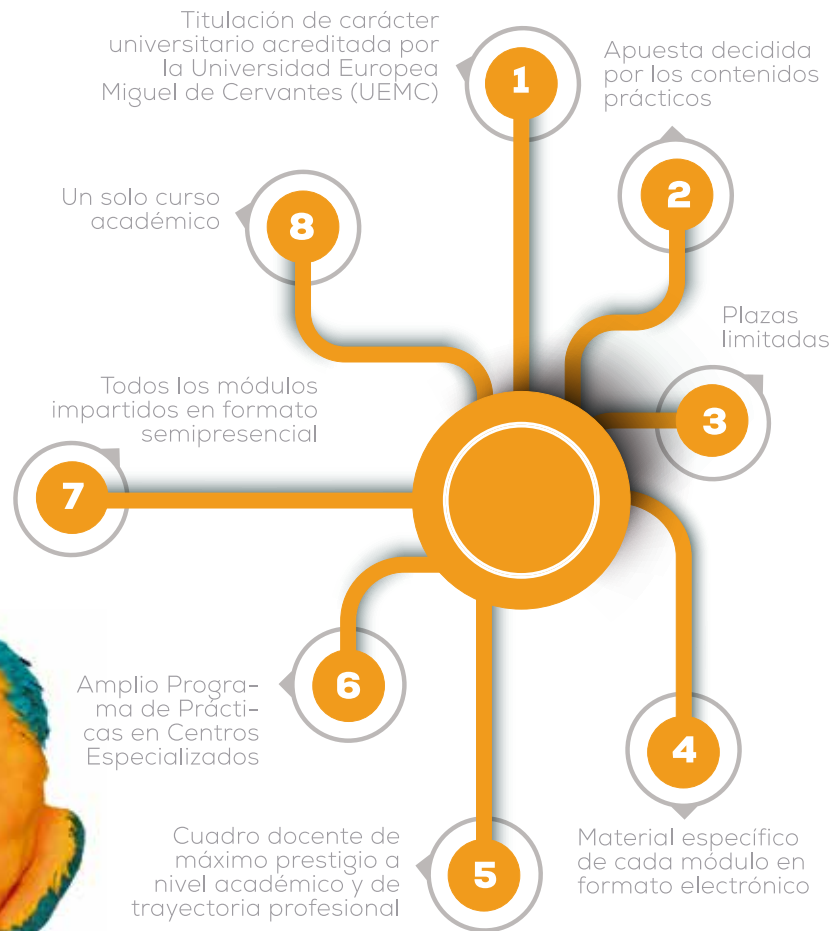 Titulación de carácter
universitario acreditada por
la Universidad Europea
Miguel de Cervantes (UEMC)
1
Apuesta decidida
por los contenidos
prácticos
2
Plazas
limitadas
3
4
Material específico
de cada módulo en
formato electrónico
Cuadro docente de
máximo prestigio a
nivel académico y de
trayectoria profesional
5
Amplio Progra-
ma de Prácti-
cas en Centros
Especializados
6
Todos los módulos
impartidos en formato
semipresencial
7
Un solo curso
académico
8